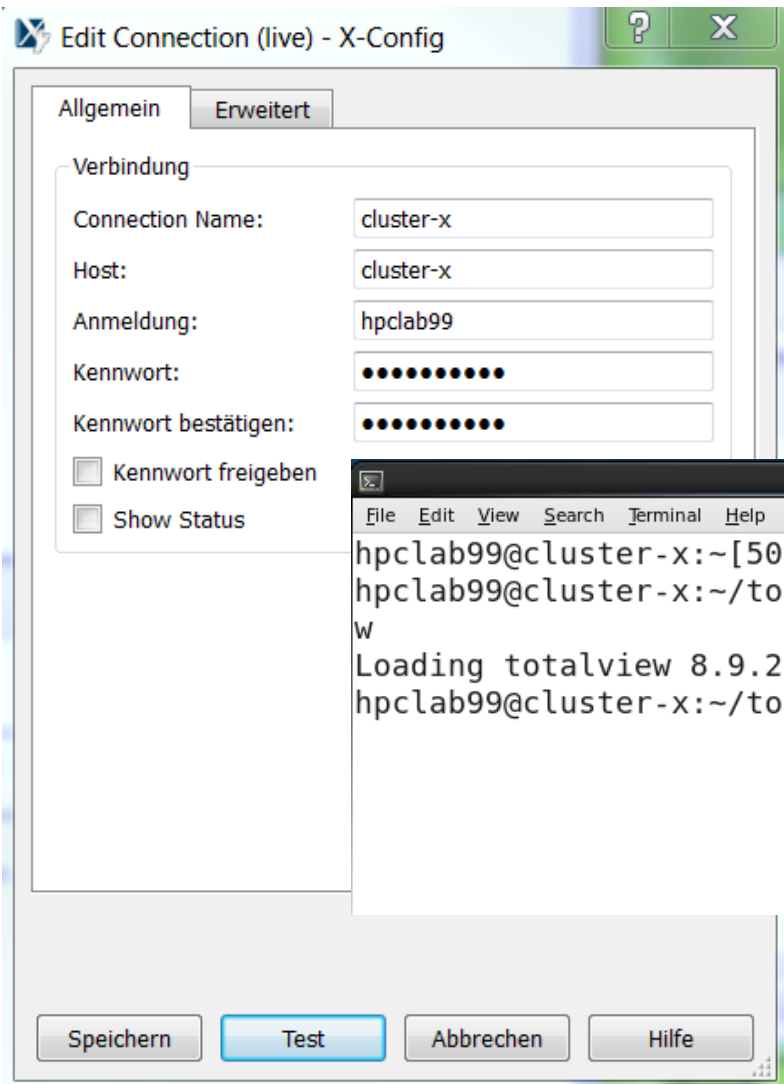 Edit Connection (live) - X-Config
Allgemein Erweitert
Verbindung
Connection Name: cluster-x
Host: cluster-x
Anmeldung: hpclab99
Kennwort: ●●●●●●●●●●
Kennwort bestätigen: ●●●●●●●●●●
Kennwort freigeben
Show Status
File Edit View Search Terminal Help
hpclab99@cluster-x:~[50
hpclab99@cluster-x:~/to
w
Loading totalview 8.9.2
hpclab99@cluster-x:~/to
Speichern Test Abbrechen Hilfe